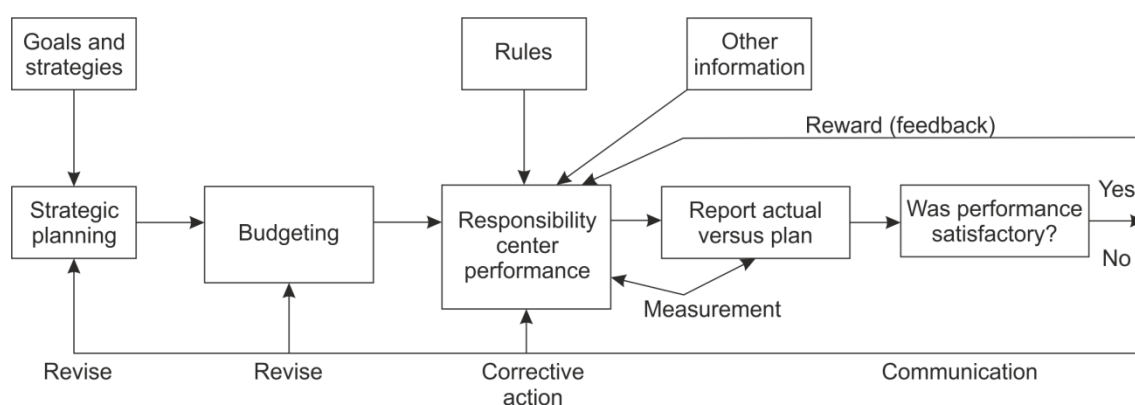 Goals and
strategies
Rules
Other
information
Reward (feedback)
Strategic
planning
Budgeting
Responsibility
center
performance
Report actual
versus plan
Was performance
satisfactory?
Yes
No
Measurement
Revise
Revise
Corrective
action
Communication